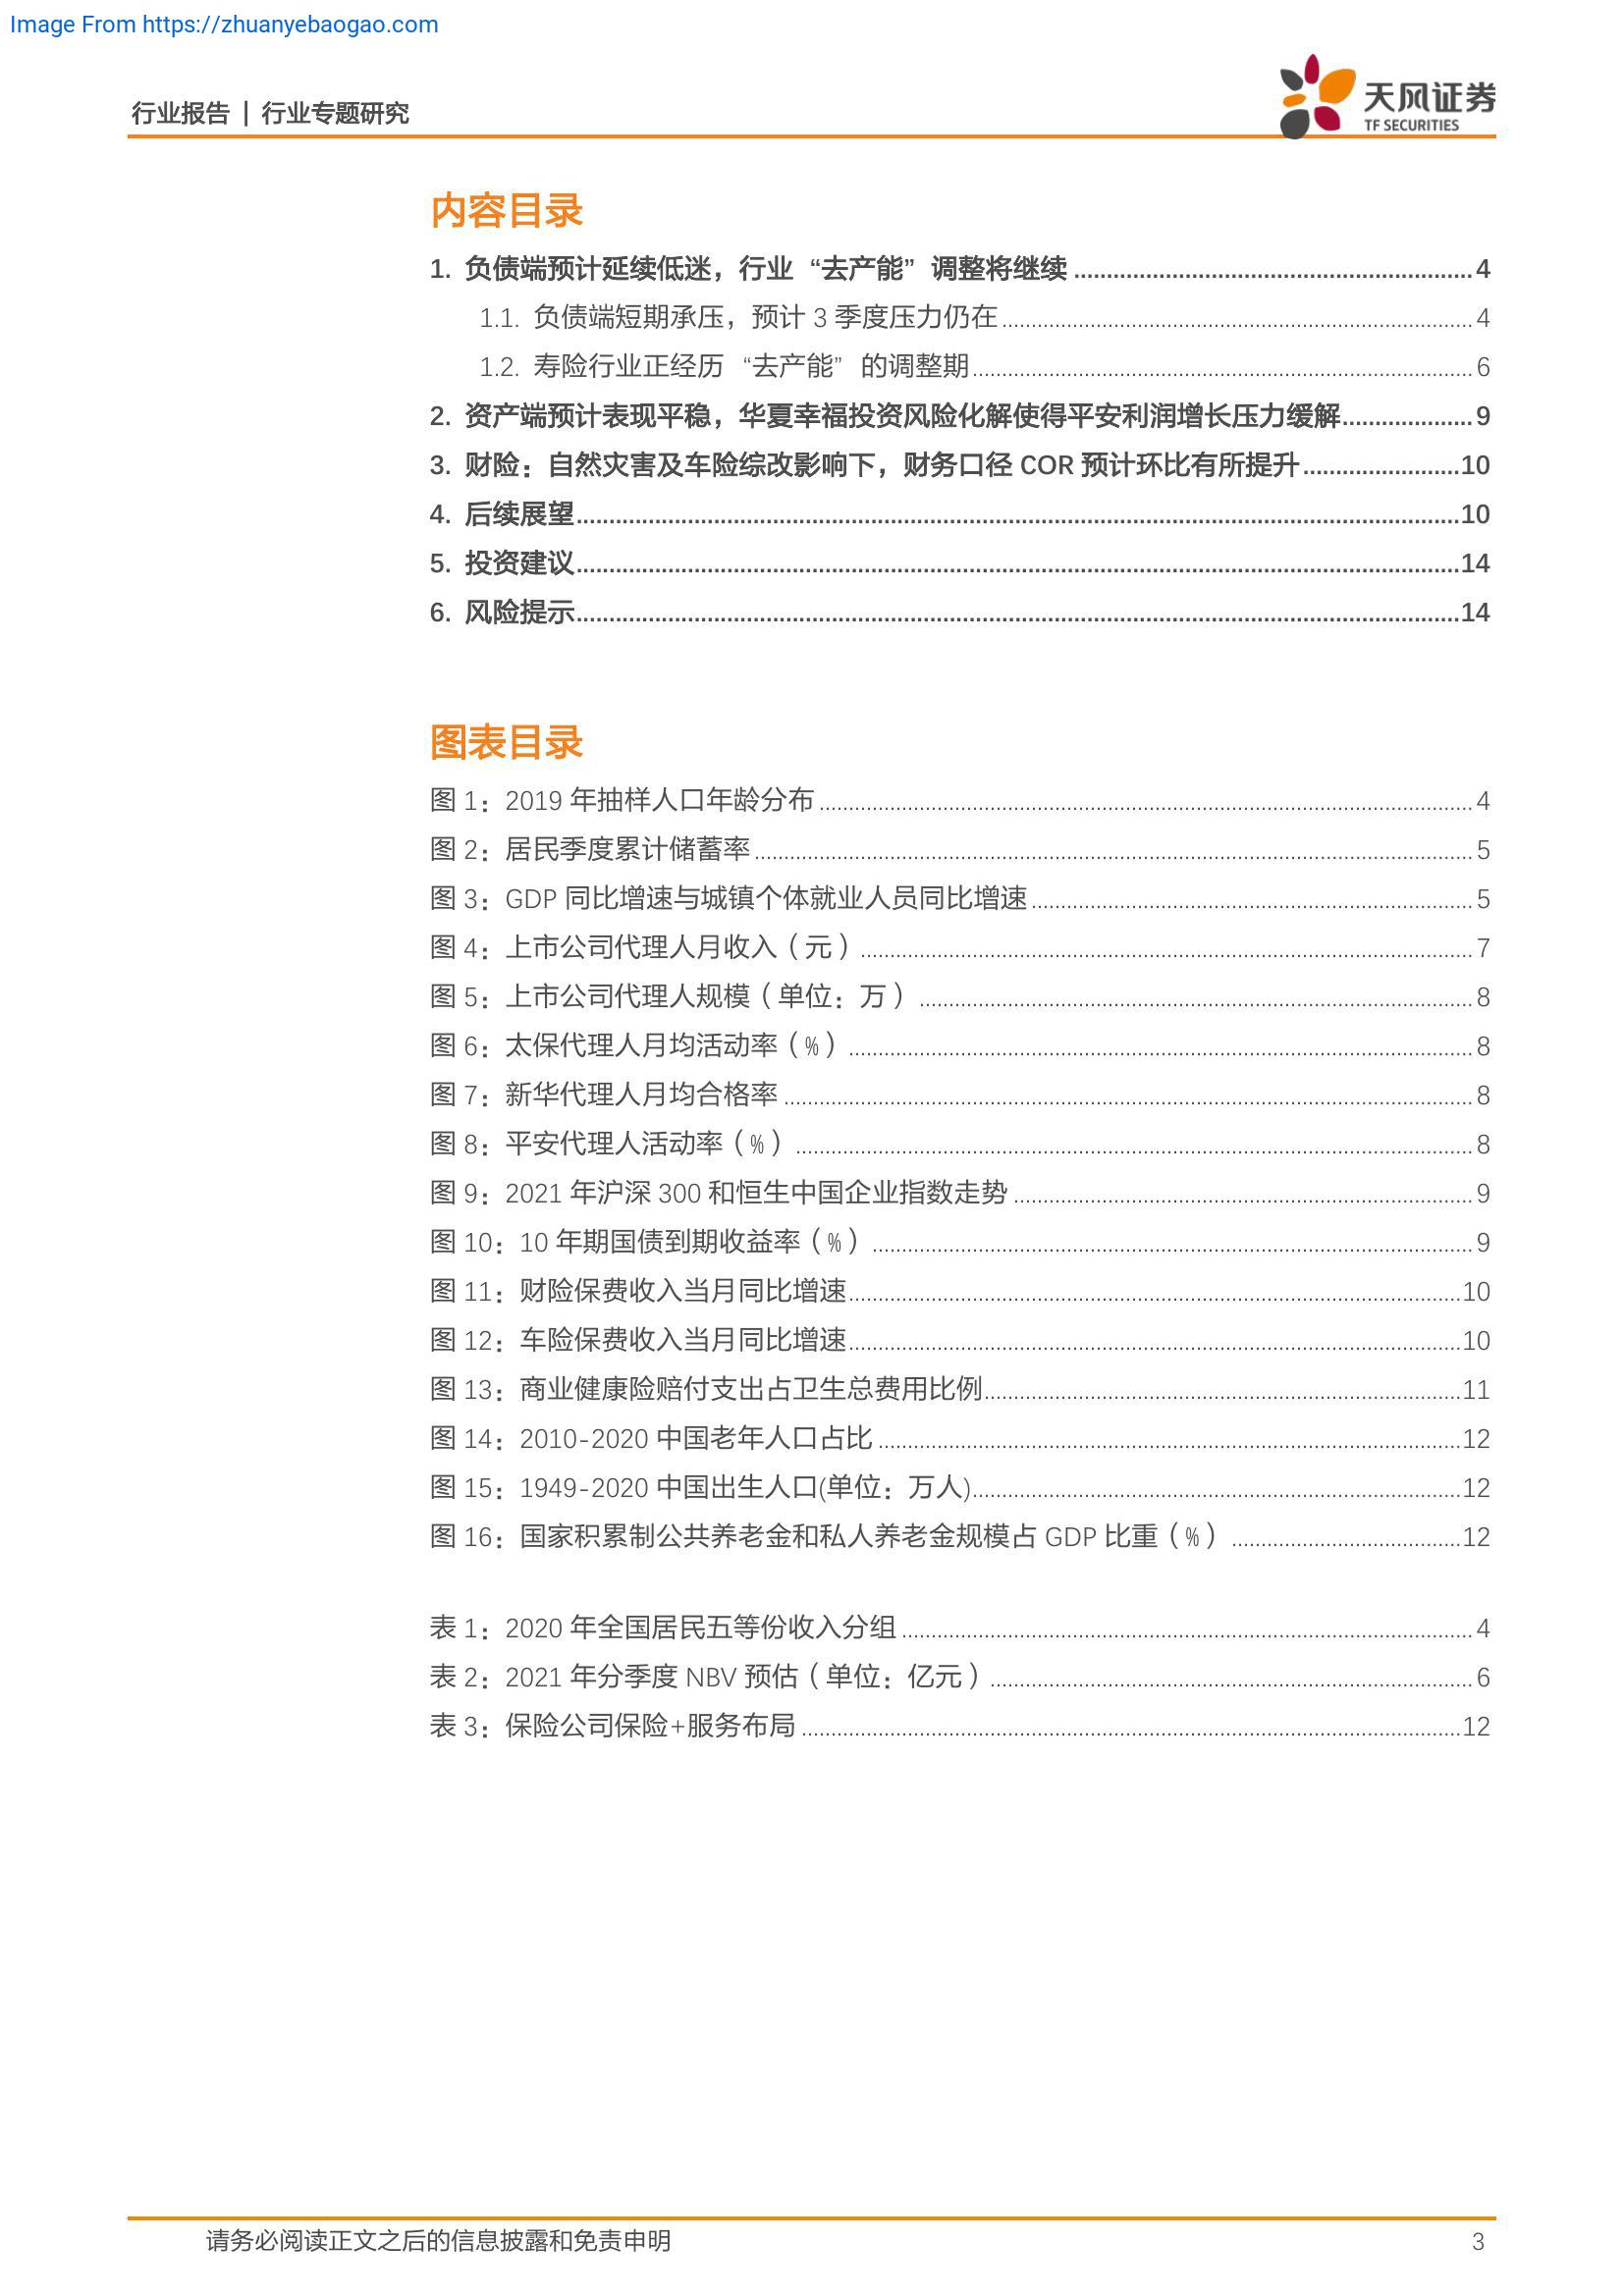 Image From https://zhuanyebaogao.com
行业报告 | 行业专题研究
天风证券
TF SECURITIES
内容目录
1. 负债端预计延续低迷，行业“去产能”调整将继续 4
1.1. 负债端短期承压，预计 3 季度压力仍在 4
1.2. 寿险行业正经历“去产能”的调整期 6
2. 资产端预计表现平稳，华夏幸福投资风险化解使得平安利润增长压力缓解 9
3. 财险：自然灾害及车险综改影响下，财务口径 COR 预计环比有所提升 10
4. 后续展望 10
5. 投资建议 14
6. 风险提示 14
图表目录
图 1：2019 年抽样人口年龄分布 4
图 2：居民季度累计储蓄率 5
图 3：GDP 同比增速与城镇个体就业人员同比增速 5
图 4：上市公司代理人月收入（元） 7
图 5：上市公司代理人规模（单位：万） 8
图 6：太保代理人月均活动率（%） 8
图 7：新华代理人月均合格率 8
图 8：平安代理人活动率（%） 8
图 9：2021 年沪深 300 和恒生中国企业指数走势 9
图 10：10 年期国债到期收益率（%） 9
图 11：财险保费收入当月同比增速 10
图 12：车险保费收入当月同比增速 10
图 13：商业健康险赔付支出占卫生总费用比例 11
图 14：2010-2020 中国老年人口占比 12
图 15：1949-2020 中国出生人口(单位：万人) 12
图 16：国家积累制公共养老金和私人养老金规模占 GDP 比重（%） 12
表 1：2020 年全国居民五等份收入分组 4
表 2：2021 年分季度 NBV 预估（单位：亿元） 6
表 3：保险公司保险+服务布局 12
请务必阅读正文之后的信息披露和免责申明 3